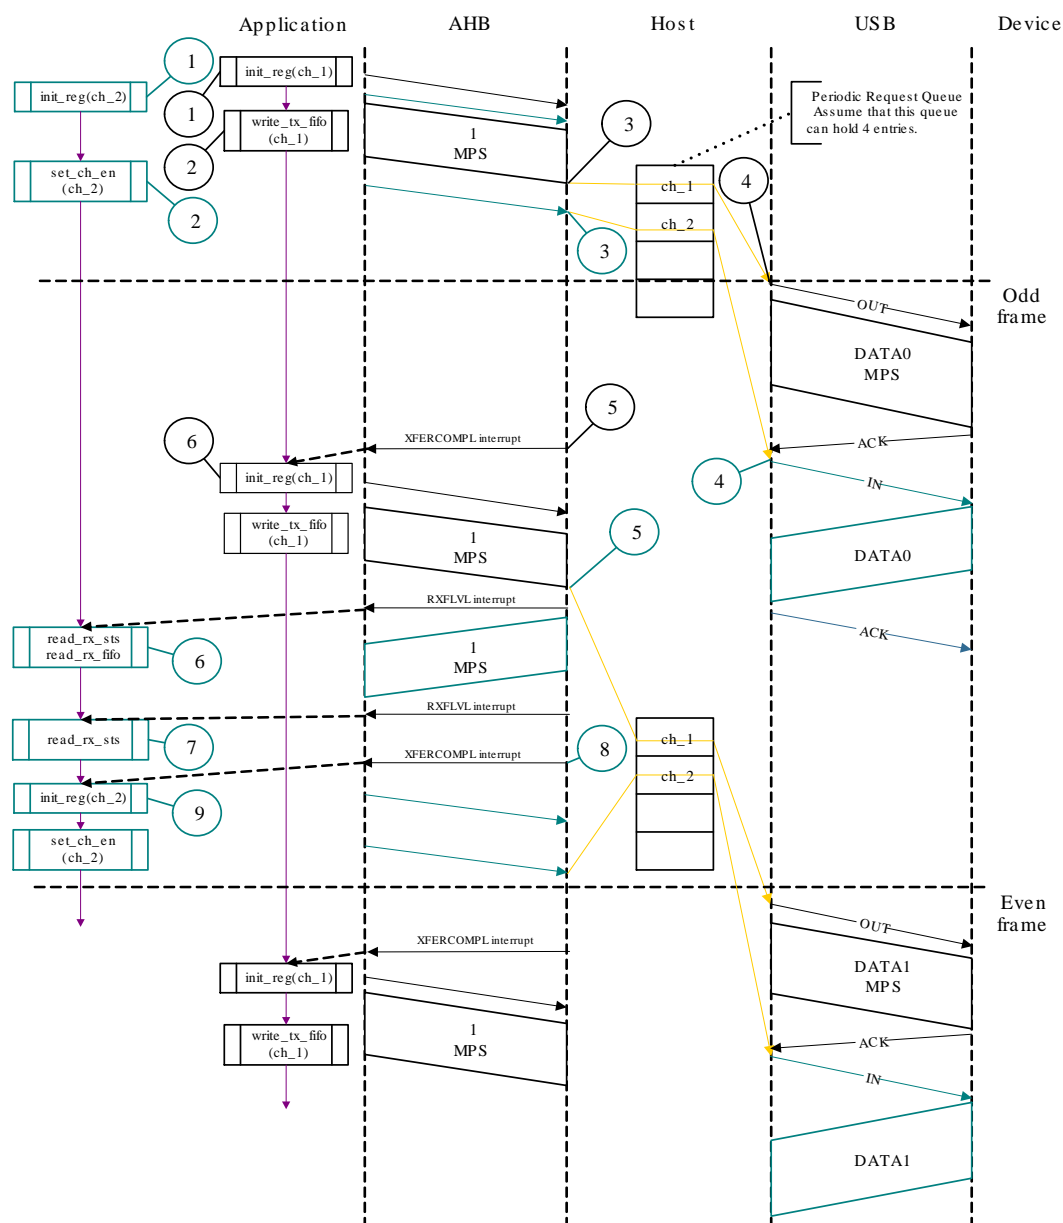 Application
AHB
Host
USB
Device
1
init_reg(ch_1)
init_reg(ch_2)
1
write_tx_fifo
(ch_1)
2
1
MPS
3
Periodic Request Queue
Assume that this queue
can hold 4 entries.
4
set_ch_en
(ch_2)
2
ch_1
ch_2
3
Odd
frame
OUT
DATA0
MPS
5
XFERCOMPL interrupt
ACK
6
init_reg(ch_1)
4
IN
write_tx_fifo
(ch_1)
1
MPS
5
DATA0
RXFLVL interrupt
read_rx_sts
read_rx_fifo
6
1
MPS
ACK
RXFLVL interrupt
read_rx_sts
7
ch_1
XFERCOMPL interrupt
8
ch_2
init_reg(ch_2)
9
set_ch_en
(ch_2)
Even
frame
OUT
XFERCOMPL interrupt
init_reg(ch_1)
DATA1
MPS
write_tx_fifo
(ch_1)
1
MPS
ACK
IN
DATA1